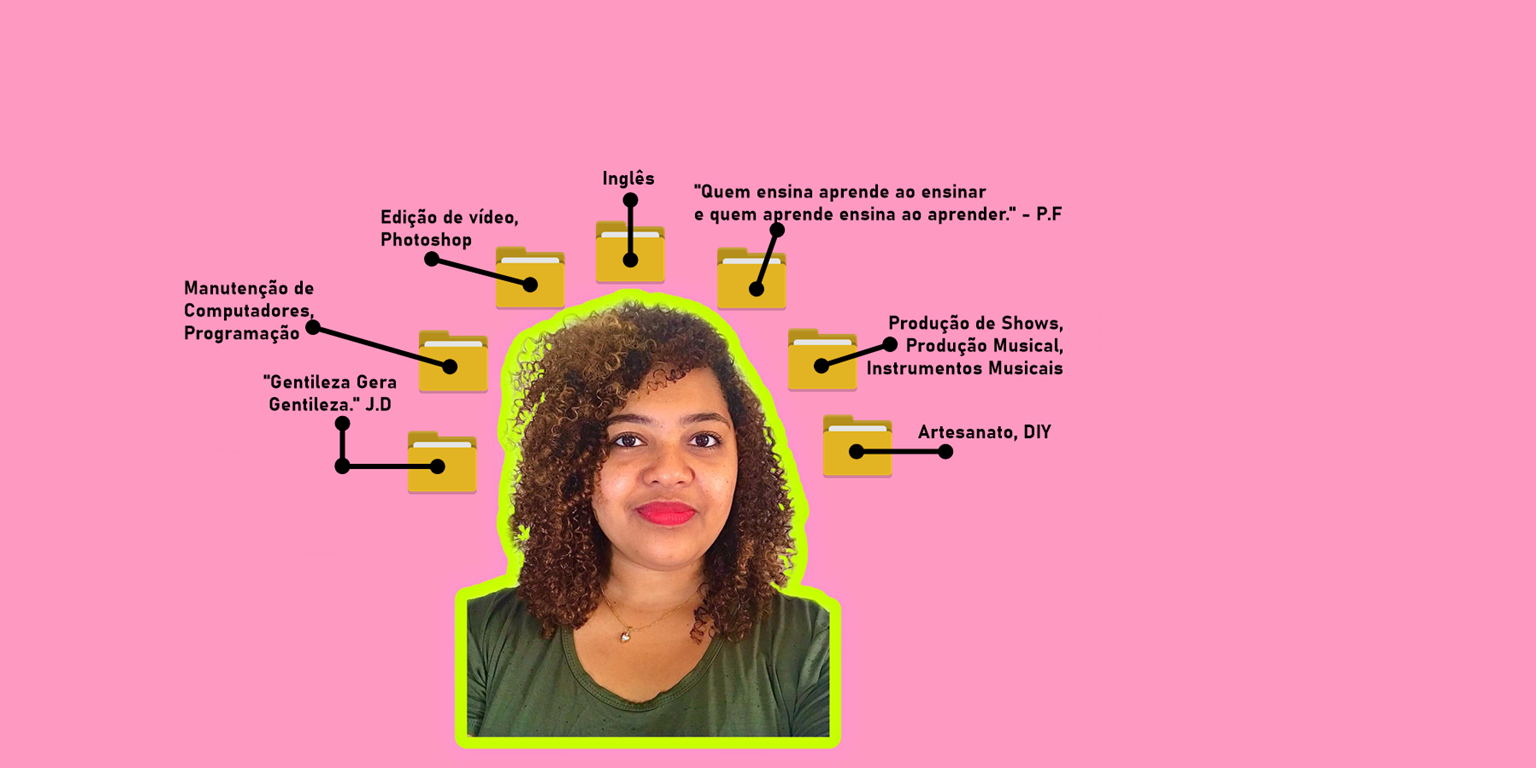 Inglês
"Quem ensina aprende ao ensinar
e quem aprende ensina ao aprender." - P.F
Edição de vídeo,
Photoshop
Manutenção de
Computadores,
Programação
Produção de Shows,
Produção Musical,
Instrumentos Musicais
"Gentileza Gera
Gentileza." J.D
Artesanato, DIY